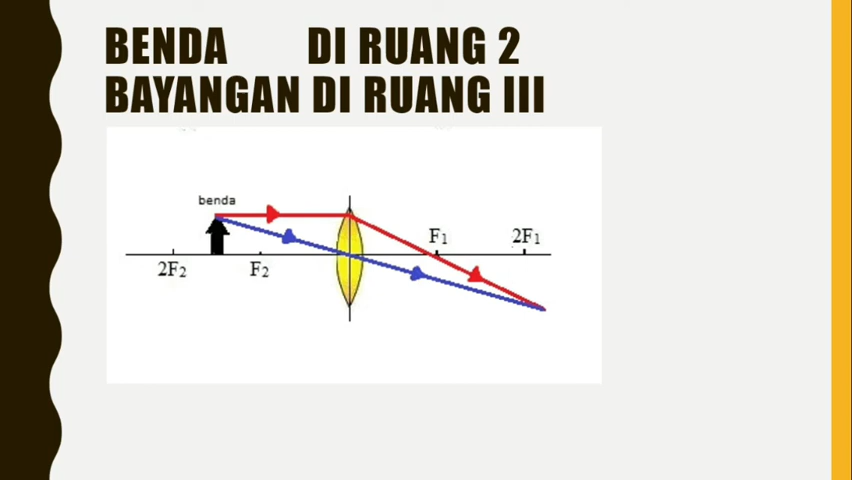 BENDA DI RUANG 2
BAYANGAN DI RUANG III
benda
F1
2F1
2F2
F2